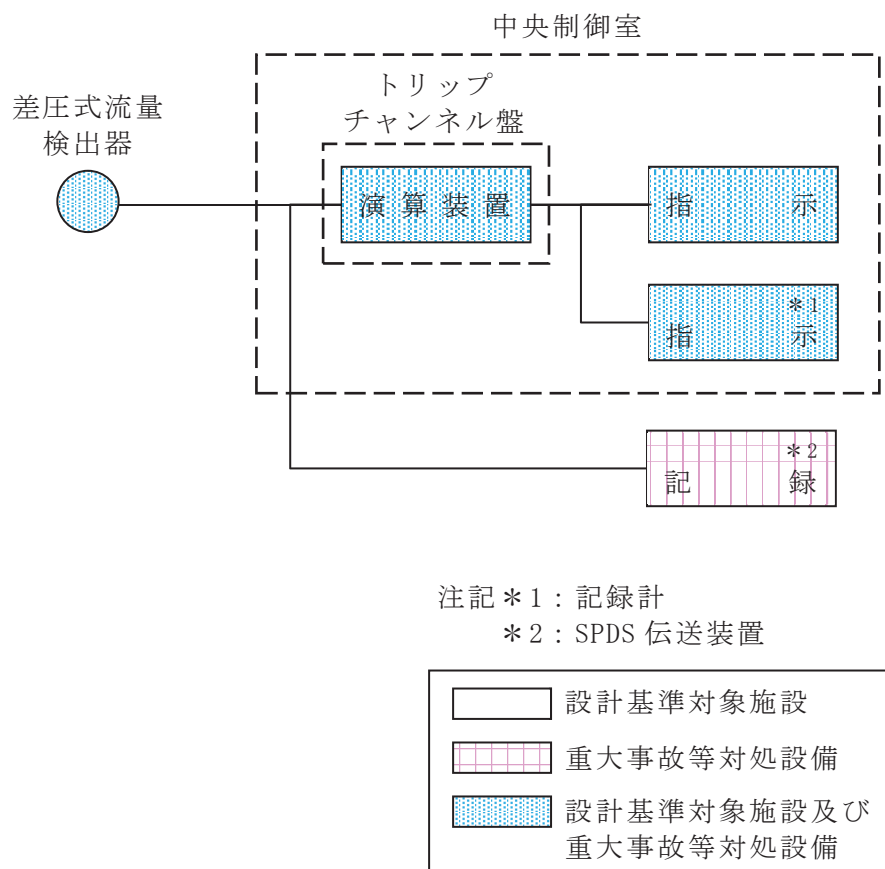 中央制御室
トリップ
チャンネル盤
差圧式流量
検出器
演算装置
指示
＊1
指示
＊2
記録
注記＊1：記録計
＊2：SPDS伝送装置
設計基準対象施設
重大事故等対処設備
設計基準対象施設及び
重大事故等対処設備